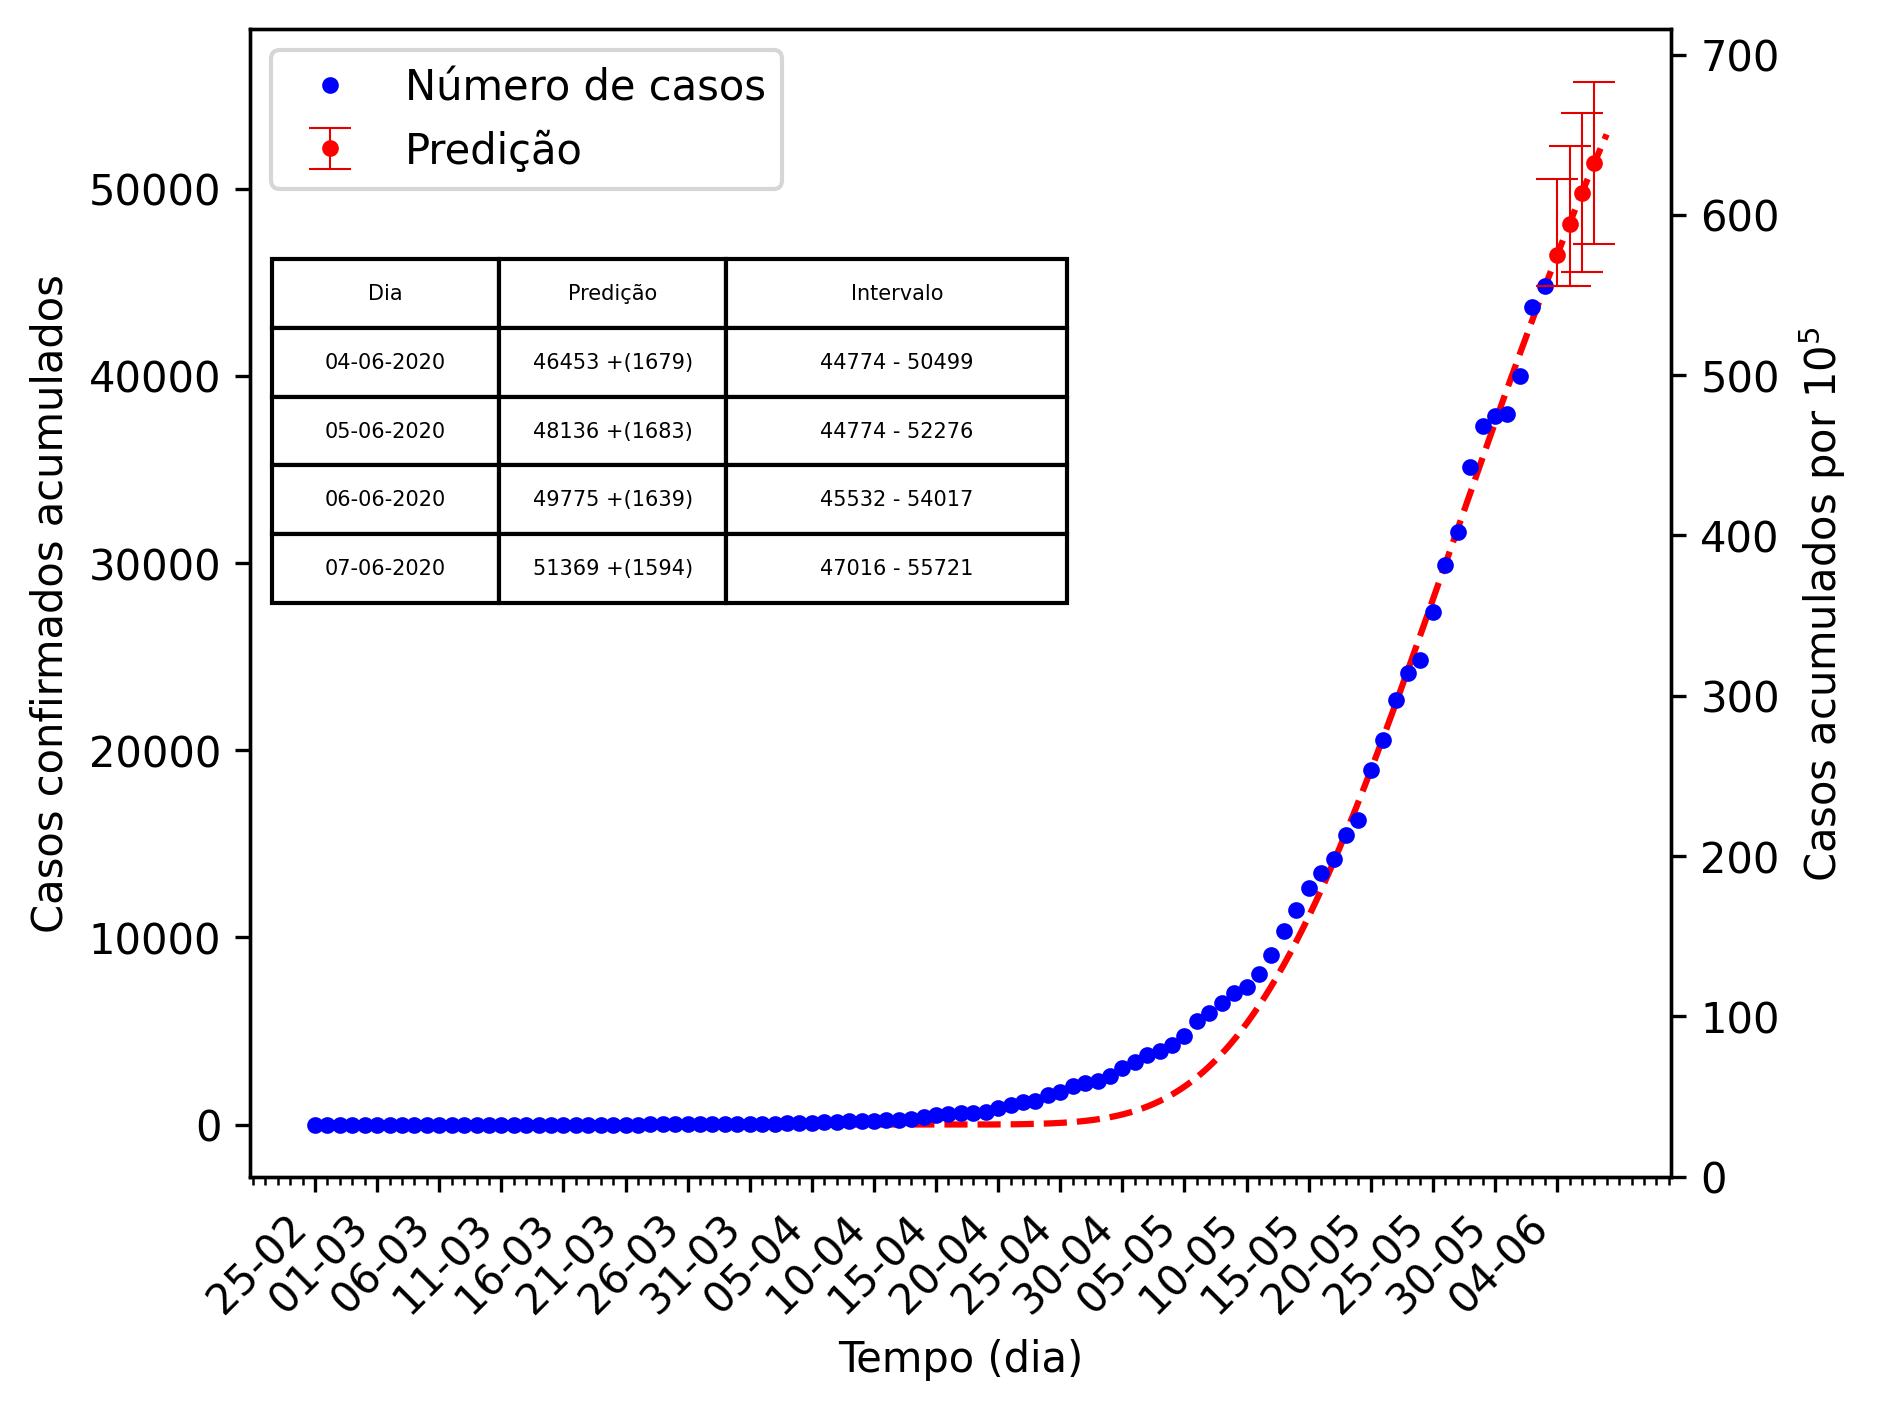 Número de casos
Predição
Dia Predição Intervalo
04-06-2020 46453 +(1679) 44774 - 50499
05-06-2020 48136 +(1683) 44774 - 52276
06-06-2020 49775 +(1639) 45532 - 54017
07-06-2020 51369 +(1594) 47016 - 55721
Casos confirmados acumulados
50000
40000
30000
20000
10000
0
700
600
500
400
300
200
100
0
Casos acumulados por 10⁵
25-02 01-03 06-03 11-03 16-03 21-03 26-03 31-03 05-04 10-04 15-04 20-04 25-04 30-04 05-05 10-05 15-05 20-05 25-05 30-05 04-06
Tempo (dia)